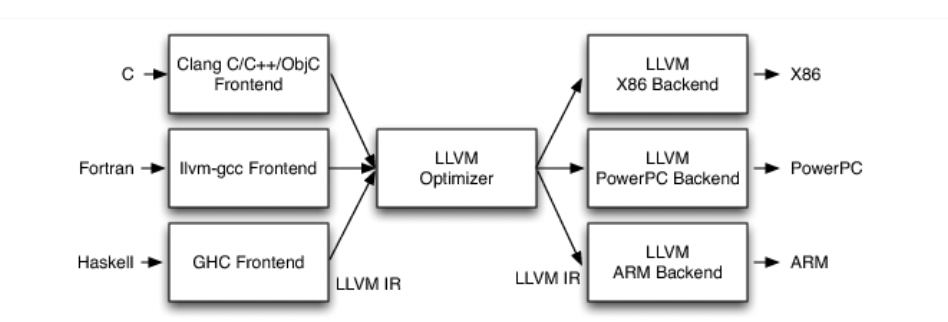 C
Clang C/C++/ObjC
Frontend
LLVM
X86 Backend
X86
Fortran
llvm-gcc Frontend
LLVM
Optimizer
LLVM
PowerPC Backend
PowerPC
Haskell
GHC Frontend
LLVM IR
LLVM IR
LLVM
ARM Backend
ARM